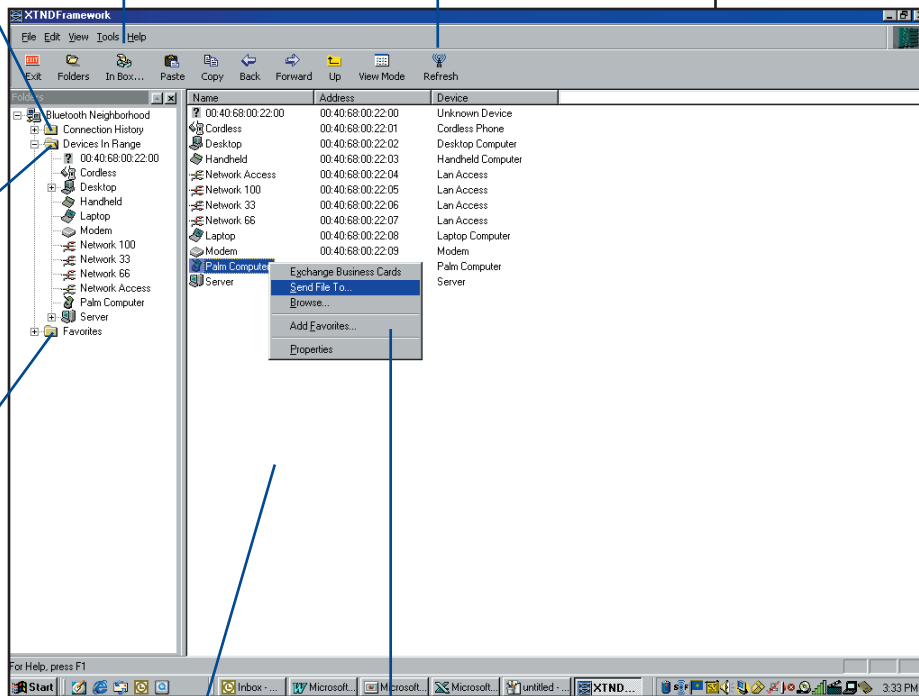 XTNDFramework
File Edit View Tools Help
Exit Folders In Box... Paste Copy Back Forward Up View Mode Refresh
Folders
Bluetooth Neighborhood
Connection History
Devices In Range
00:40:68:00:22:00
Cordless
Desktop
Handheld
Laptop
Modem
Network 100
Network 33
Network 66
Network Access
Palm Computer
Server
Favorites
Name Address Device
00:40:68:00:22:00 00:40:68:00:22:00 Unknown Device
Cordless 00:40:68:00:22:01 Cordless Phone
Desktop 00:40:68:00:22:02 Desktop Computer
Handheld 00:40:68:00:22:03 Handheld Computer
Network Access 00:40:68:00:22:04 Lan Access
Network 100 00:40:68:00:22:05 Lan Access
Network 33 00:40:68:00:22:06 Lan Access
Network 66 00:40:68:00:22:07 Lan Access
Laptop 00:40:68:00:22:08 Laptop Computer
Modem 00:40:68:00:22:09 Modem
Palm Computer Palm Computer
Server Server
Exchange Business Cards
Send File To...
Browse...
Add Favorites...
Properties
For Help, press F1
Start Inbox - ... Microsoft... Microsoft... Microsoft... untitled - ... XTND... 3:33 PM